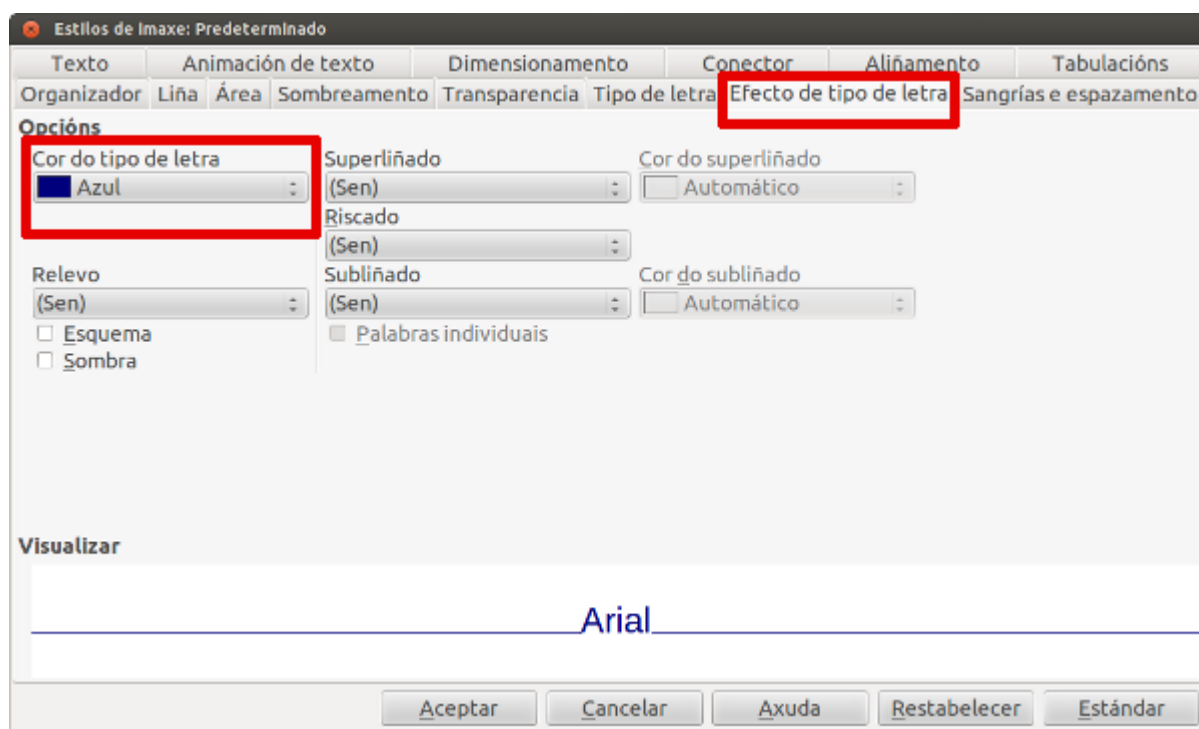 Estilos de imaxe: Predeterminado
Texto Animación de texto Dimensionamento Conector Aliñamento Tabulacións
Organizador Liña Área Sombreamento Transparencia Tipo de letra Efecto de tipo de letra Sangrías e espazamento
Opcións
Cor do tipo de letra Superliñado Cor do superliñado
Azul (Sen) Automático
Riscado
(Sen)
Relevo Subliñado Cor do subliñado
(Sen) (Sen) Automático
Esquema Palabras individuais
Sombra
Visualizar
Arial
Aceptar Cancelar Axuda Restabelecer Estándar